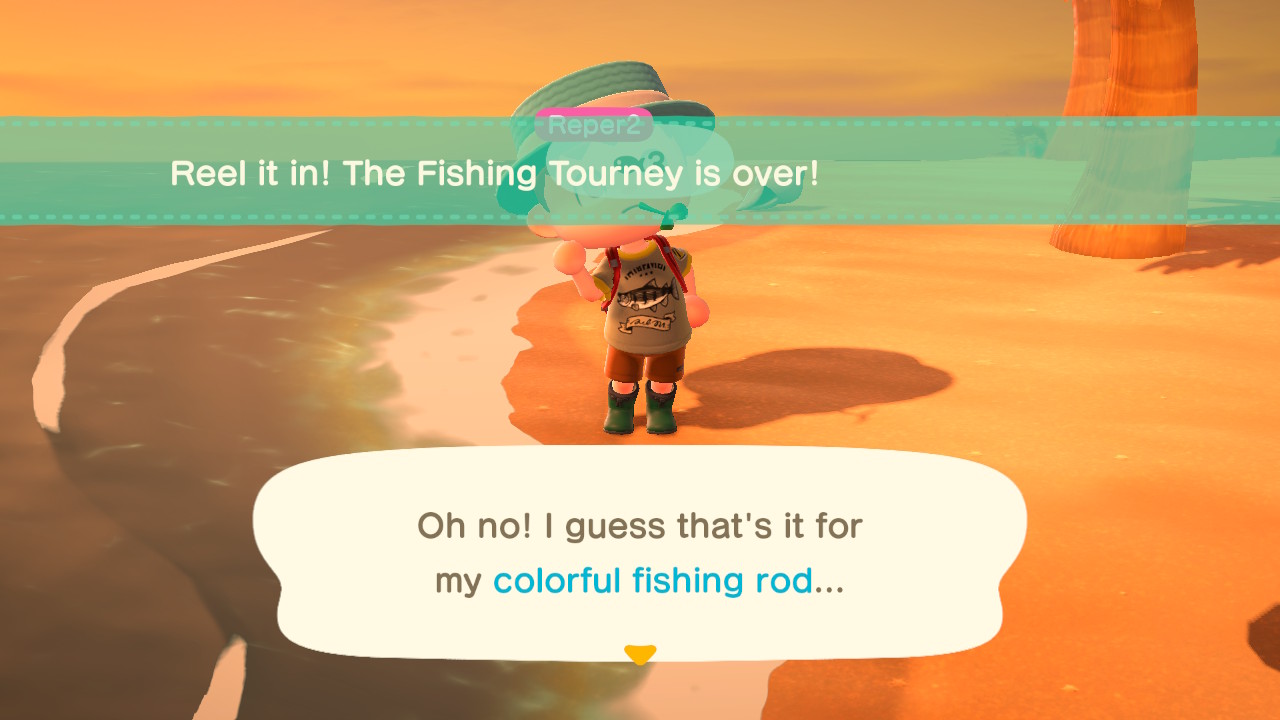 Reper2
Reel it in! The Fishing Tourney is over!
Oh no! I guess that's it for
my colorful fishing rod...